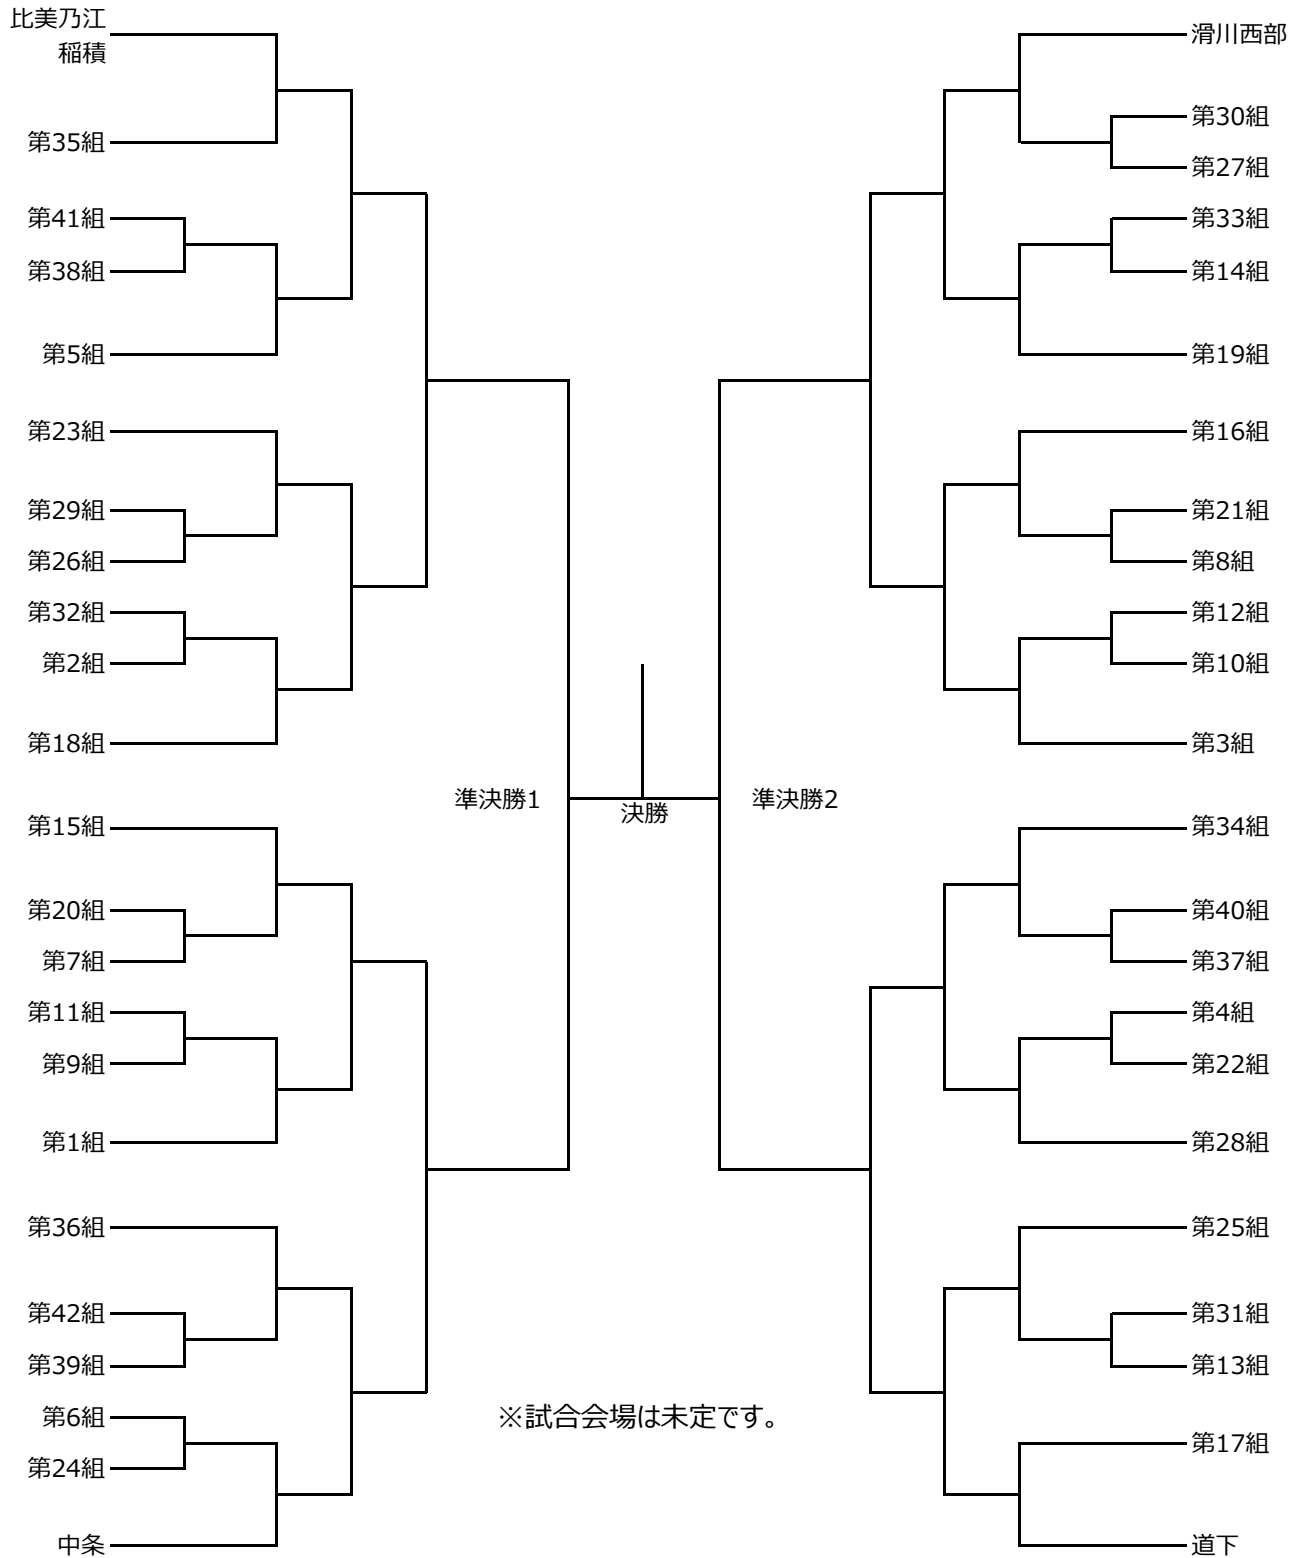 比美乃江
稲積
第35組
第41組
第38組
第5組
第23組
第29組
第26組
第32組
第2組
第18組
第15組
第20組
第7組
第11組
第9組
第1組
第36組
第42組
第39組
第6組
第24組
中条
準決勝1
決勝
準決勝2
※試合会場は未定です。
滑川西部
第30組
第27組
第33組
第14組
第19組
第16組
第21組
第8組
第12組
第10組
第3組
第34組
第40組
第37組
第4組
第22組
第28組
第25組
第31組
第13組
第17組
道下